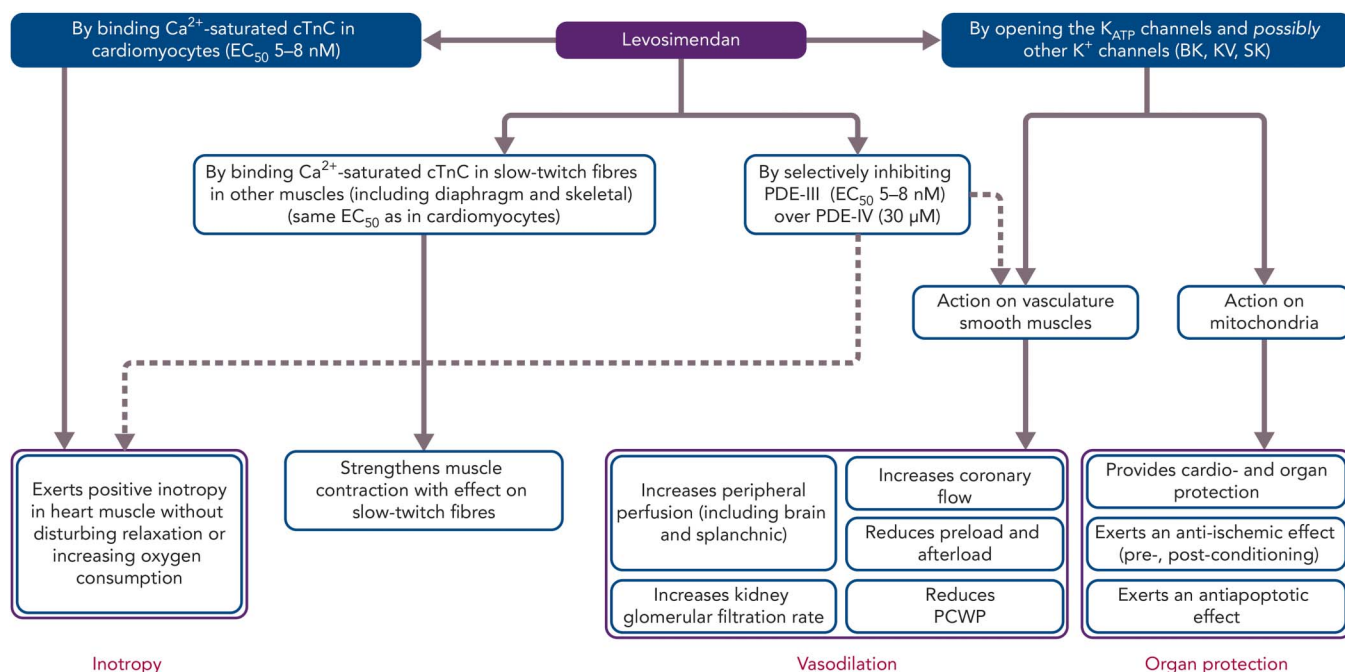 By binding Ca²⁺-saturated cTnC in
cardiomyocytes (EC₅₀ 5–8 nM)
Levosimendan
By opening the K_ATP channels and possibly
other K⁺ channels (BK, KV, SK)
By binding Ca²⁺-saturated cTnC in slow-twitch fibres
in other muscles (including diaphragm and skeletal)
(same EC₅₀ as in cardiomyocytes)
By selectively inhibiting
PDE-III (EC₅₀ 5–8 nM)
over PDE-IV (30 µM)
Action on vasculature
smooth muscles
Action on
mitochondria
Exerts positive inotropy
in heart muscle without
disturbing relaxation or
increasing oxygen
consumption
Strengthens muscle
contraction with effect on
slow-twitch fibres
Increases peripheral
perfusion (including brain
and splanchnic)
Increases coronary
flow
Reduces preload and
afterload
Increases kidney
glomerular filtration rate
Reduces
PCWP
Provides cardio- and organ
protection
Exerts an anti-ischemic effect
(pre-, post-conditioning)
Exerts an antiapoptotic
effect
Inotropy
Vasodilation
Organ protection